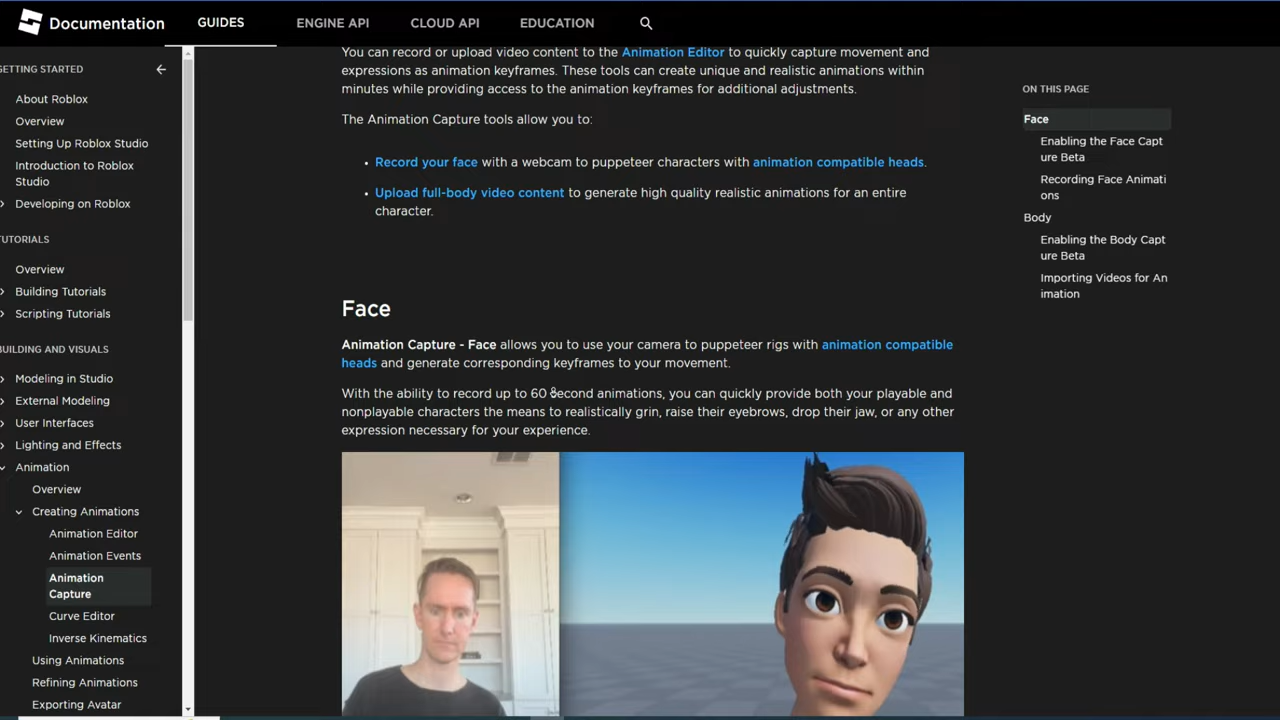 Documentation
GUIDES
ENGINE API
CLOUD API
EDUCATION
GETTING STARTED
About Roblox
Overview
Setting Up Roblox Studio
Introduction to Roblox
Studio
Developing on Roblox
TUTORIALS
Overview
Building Tutorials
Scripting Tutorials
BUILDING AND VISUALS
Modeling in Studio
External Modeling
User Interfaces
Lighting and Effects
Animation
Overview
Creating Animations
Animation Editor
Animation Events
Animation
Capture
Curve Editor
Inverse Kinematics
Using Animations
Refining Animations
Exporting Avatar
You can record or upload video content to the Animation Editor to quickly capture movement and
expressions as animation keyframes. These tools can create unique and realistic animations within
minutes while providing access to the animation keyframes for additional adjustments.
The Animation Capture tools allow you to:
• Record your face with a webcam to puppeteer characters with animation compatible heads.
• Upload full-body video content to generate high quality realistic animations for an entire
character.
Face
Animation Capture - Face allows you to use your camera to puppeteer rigs with animation compatible
heads and generate corresponding keyframes to your movement.
With the ability to record up to 60 second animations, you can quickly provide both your playable and
nonplayable characters the means to realistically grin, raise their eyebrows, drop their jaw, or any other
expression necessary for your experience.
ON THIS PAGE
Face
Enabling the Face Capt
ure Beta
Recording Face Animati
ons
Body
Enabling the Body Capt
ure Beta
Importing Videos for An
imation